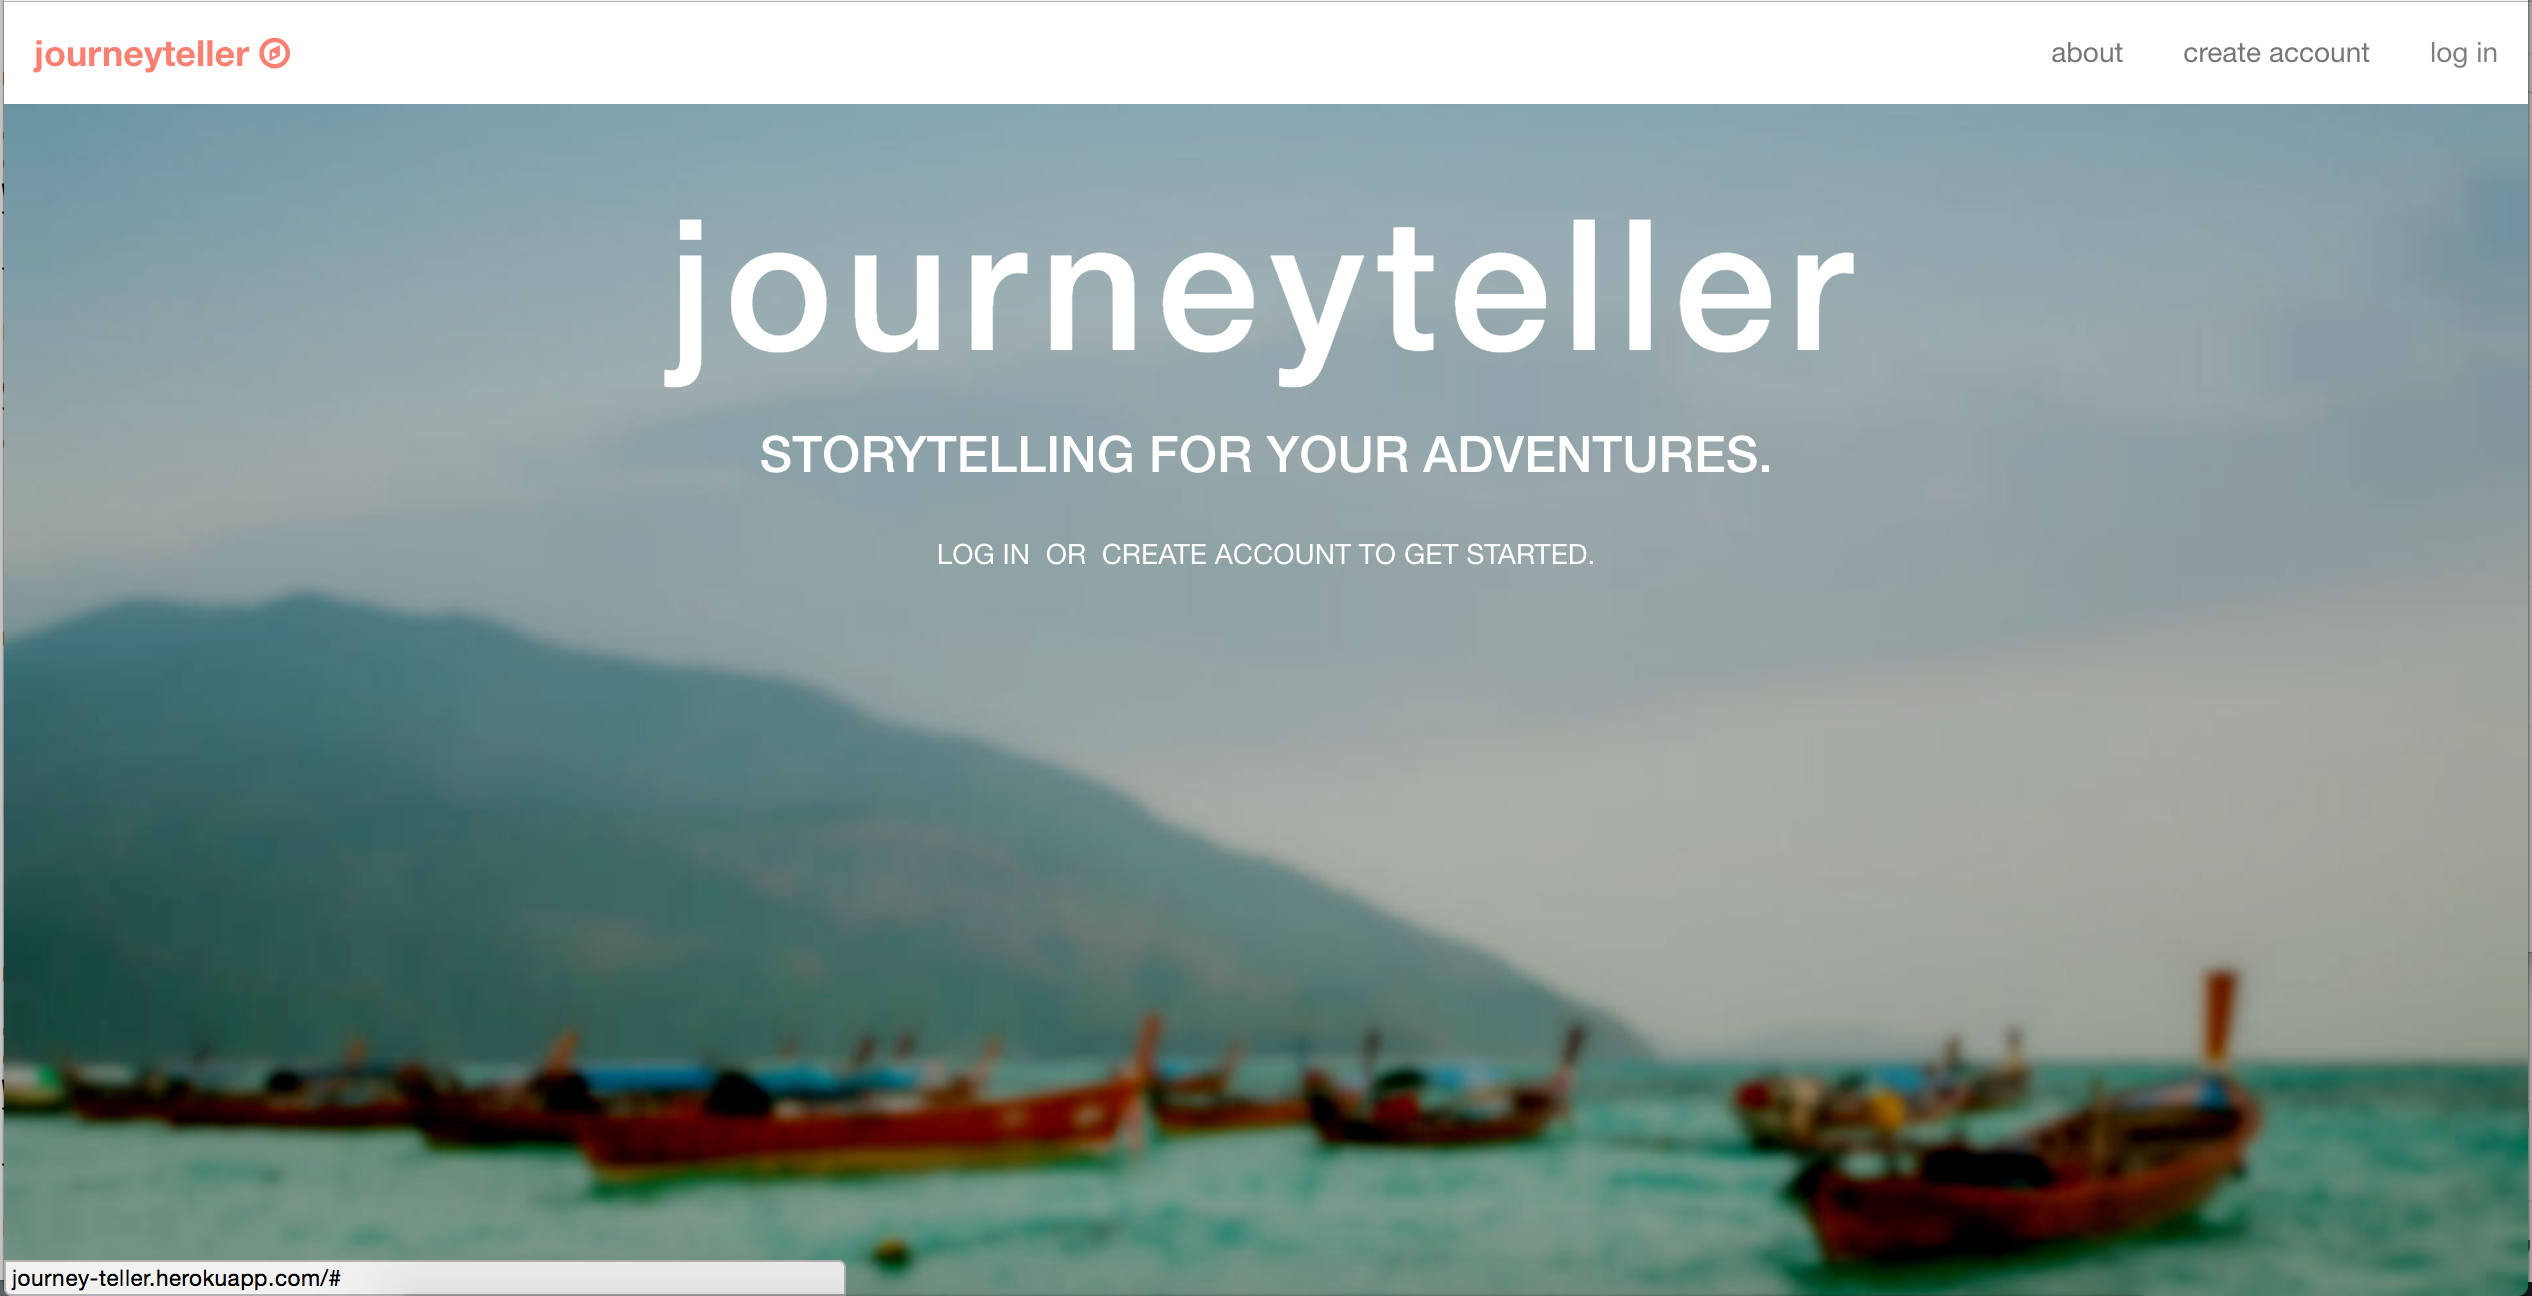 journeyteller
about create account log in
journeyteller
STORYTELLING FOR YOUR ADVENTURES.
LOG IN OR CREATE ACCOUNT TO GET STARTED.
journey-teller.herokuapp.com/#